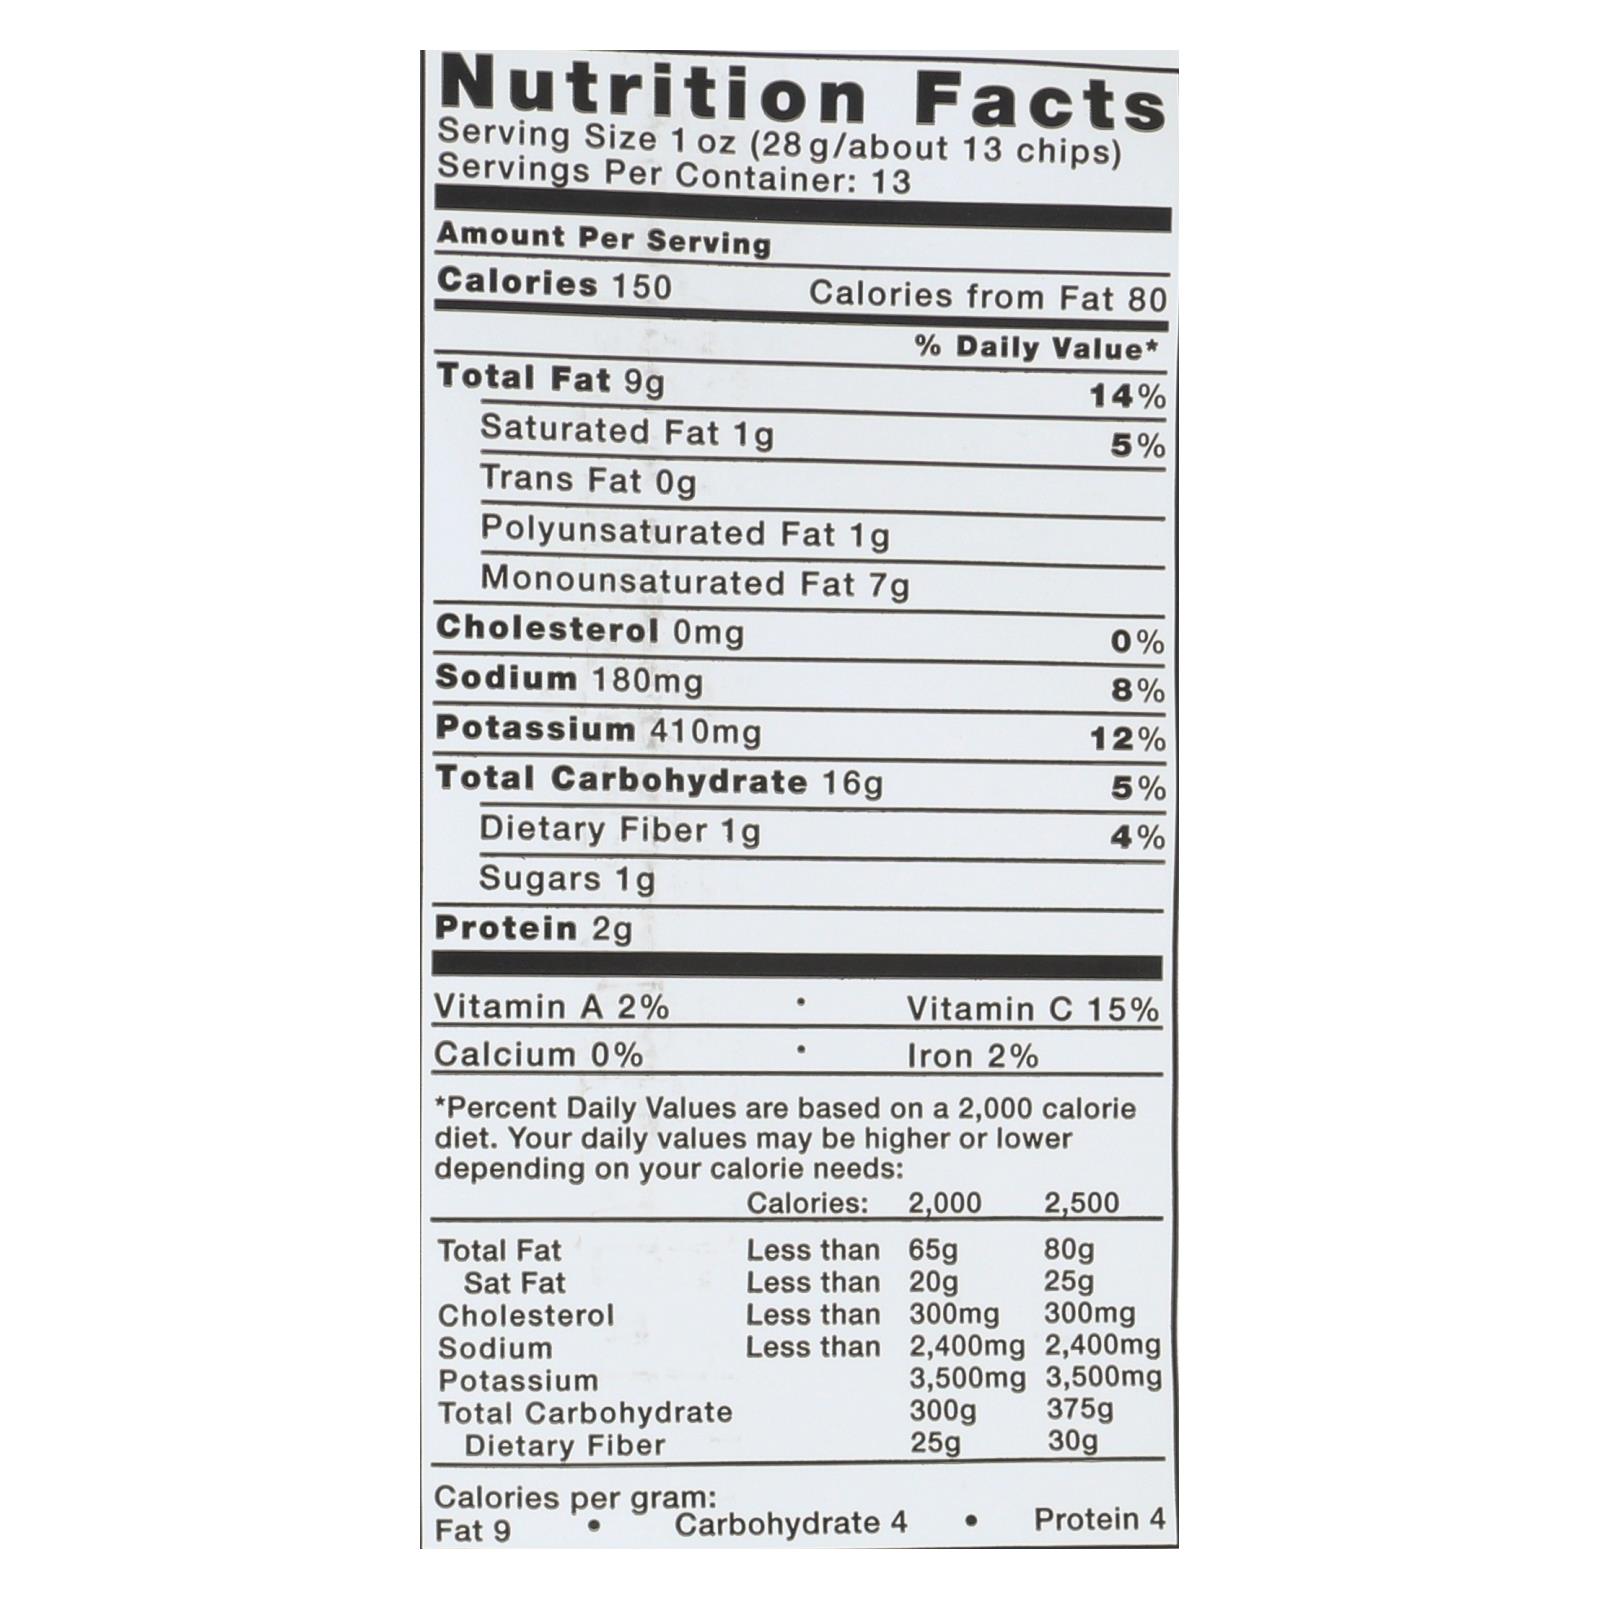 Nutrition Facts
Serving Size 1 oz (28g/about 13 chips)
Servings Per Container: 13
Amount Per Serving
Calories 150 Calories from Fat 80
% Daily Value*
Total Fat 9g 14%
Saturated Fat 1g 5%
Trans Fat 0g
Polyunsaturated Fat 1g
Monounsaturated Fat 7g
Cholesterol 0mg 0%
Sodium 180mg 8%
Potassium 410mg 12%
Total Carbohydrate 16g 5%
Dietary Fiber 1g 4%
Sugars 1g
Protein 2g
Vitamin A 2% • Vitamin C 15%
Calcium 0% • Iron 2%
*Percent Daily Values are based on a 2,000 calorie
diet. Your daily values may be higher or lower
depending on your calorie needs:
Calories: 2,000 2,500
Total Fat Less than 65g 80g
Sat Fat Less than 20g 25g
Cholesterol Less than 300mg 300mg
Sodium Less than 2,400mg 2,400mg
Potassium 3,500mg 3,500mg
Total Carbohydrate 300g 375g
Dietary Fiber 25g 30g
Calories per gram:
Fat 9 • Carbohydrate 4 • Protein 4